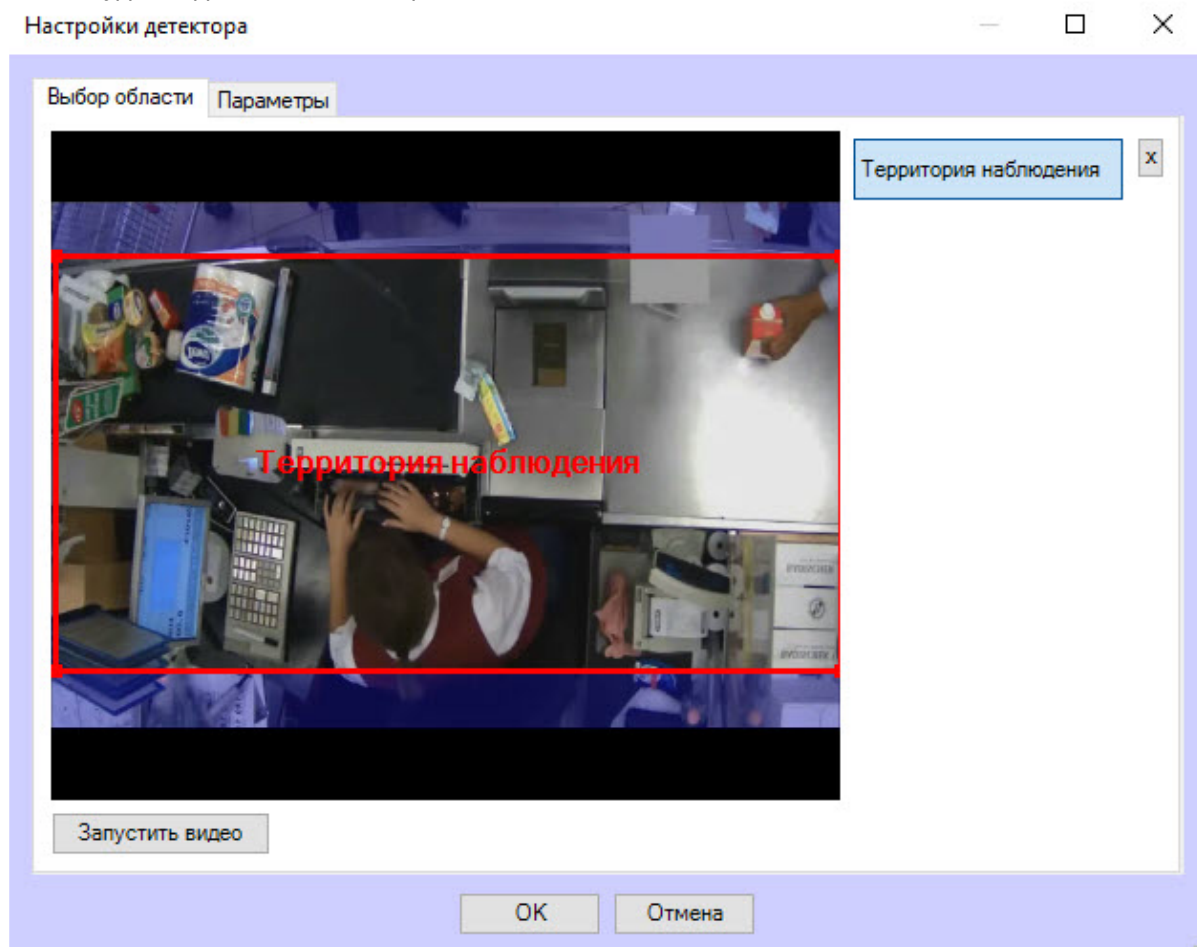 Настройки детектора
Выбор области
Параметры
Территория наблюдения
x
Территория наблюдения
Запустить видео
OK
Отмена